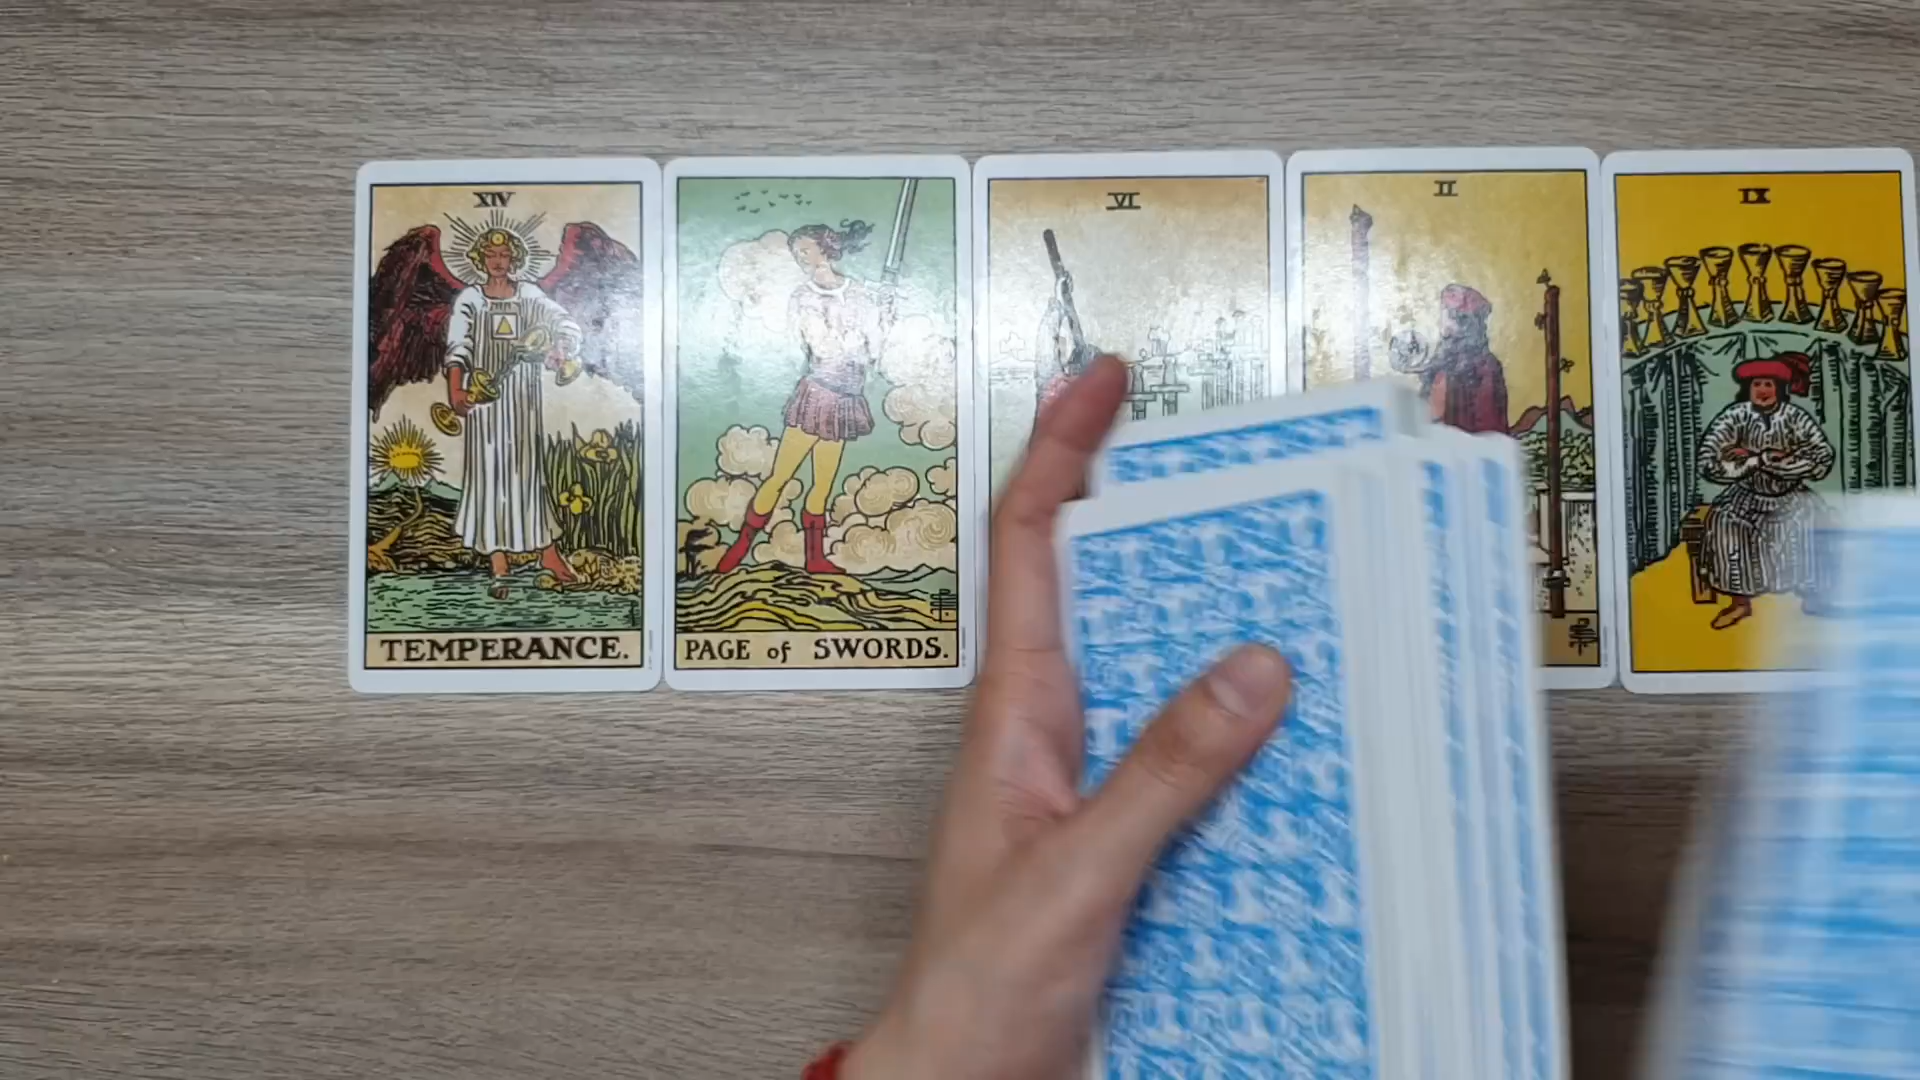 XIV
TEMPERANCE.
PAGE of SWORDS.
VI
II
IX